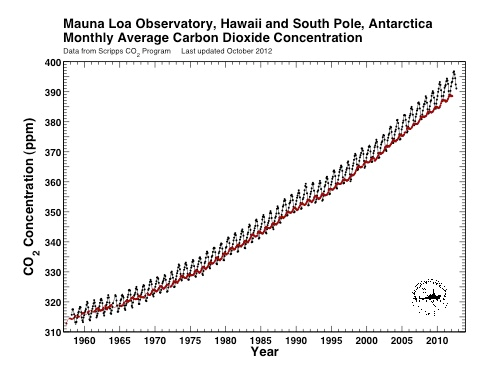 Mauna Loa Observatory, Hawaii and South Pole, Antarctica
Monthly Average Carbon Dioxide Concentration
Data from Scripps CO2 Program Last updated October 2012
400
390
380
370
360
350
340
330
320
310
CO2 Concentration (ppm)
1960 1965 1970 1975 1980 1985 1990 1995 2000 2005 2010
Year